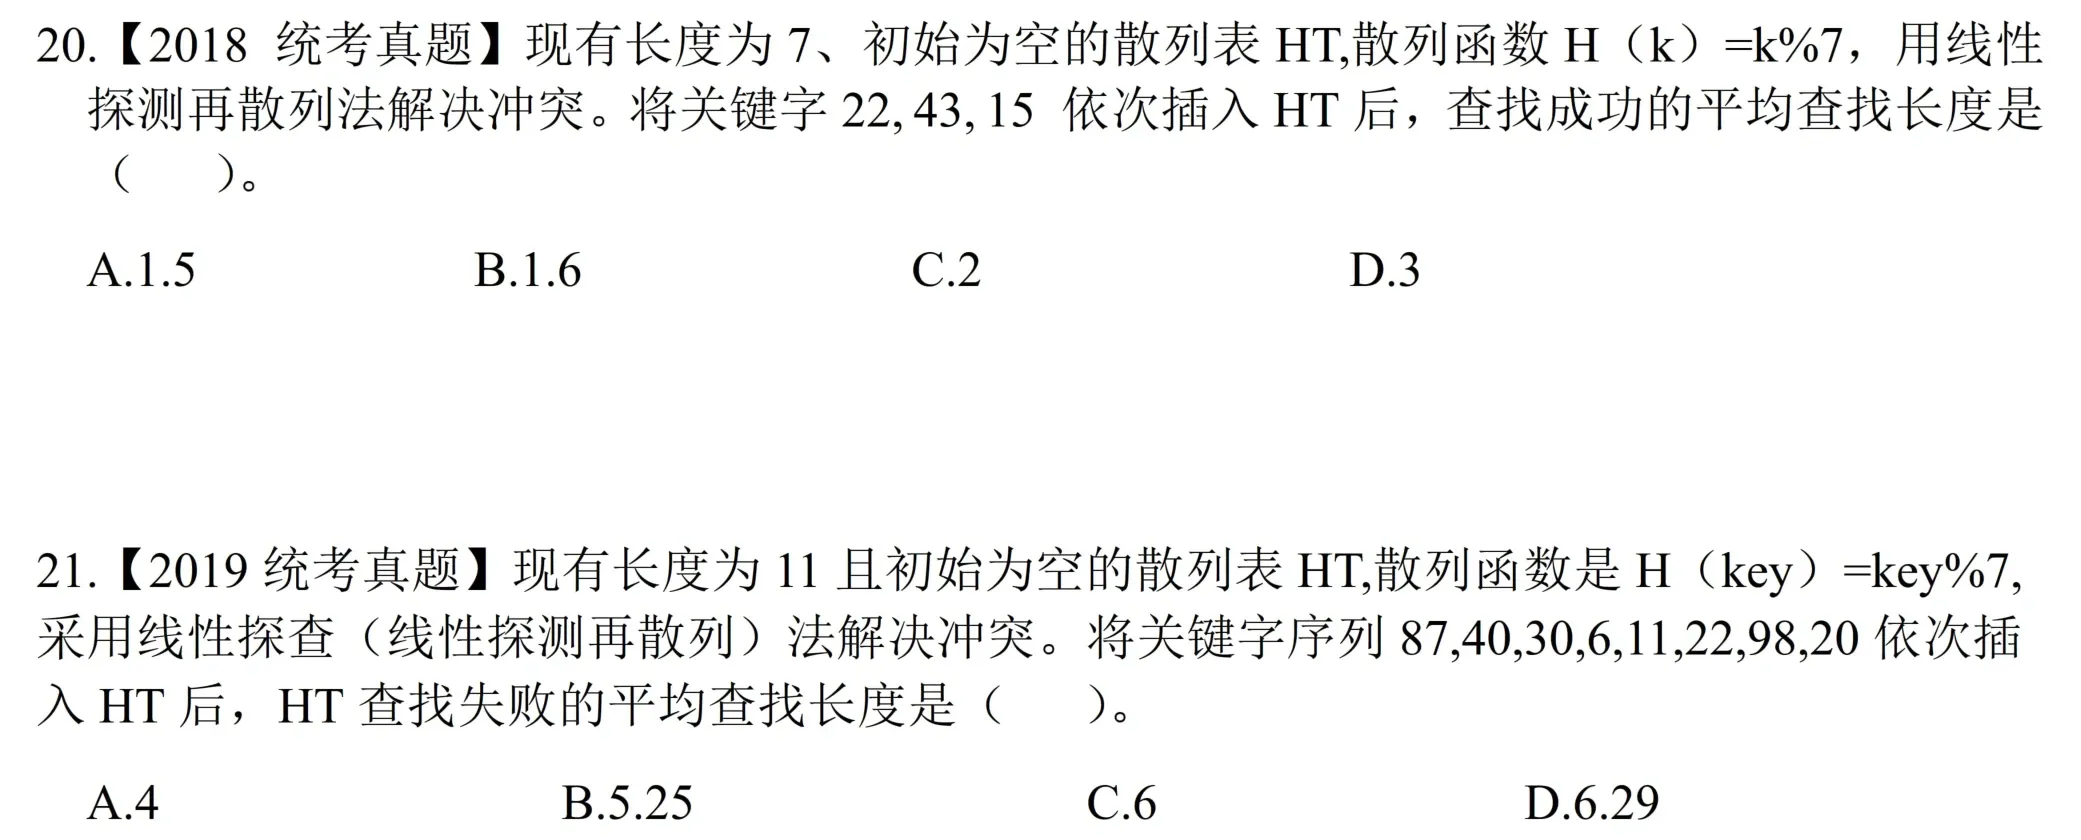 20.【2018 统考真题】现有长度为 7、初始为空的散列表 HT,散列函数 H（k）=k%7，用线性
探测再散列法解决冲突。将关键字 22, 43, 15 依次插入 HT 后，查找成功的平均查找长度是
（ ）。
A.1.5 B.1.6 C.2 D.3
21.【2019 统考真题】现有长度为 11 且初始为空的散列表 HT,散列函数是 H（key）=key%7,
采用线性探查（线性探测再散列）法解决冲突。将关键字序列 87,40,30,6,11,22,98,20 依次插
入 HT 后，HT 查找失败的平均查找长度是（ ）。
A.4 B.5.25 C.6 D.6.29